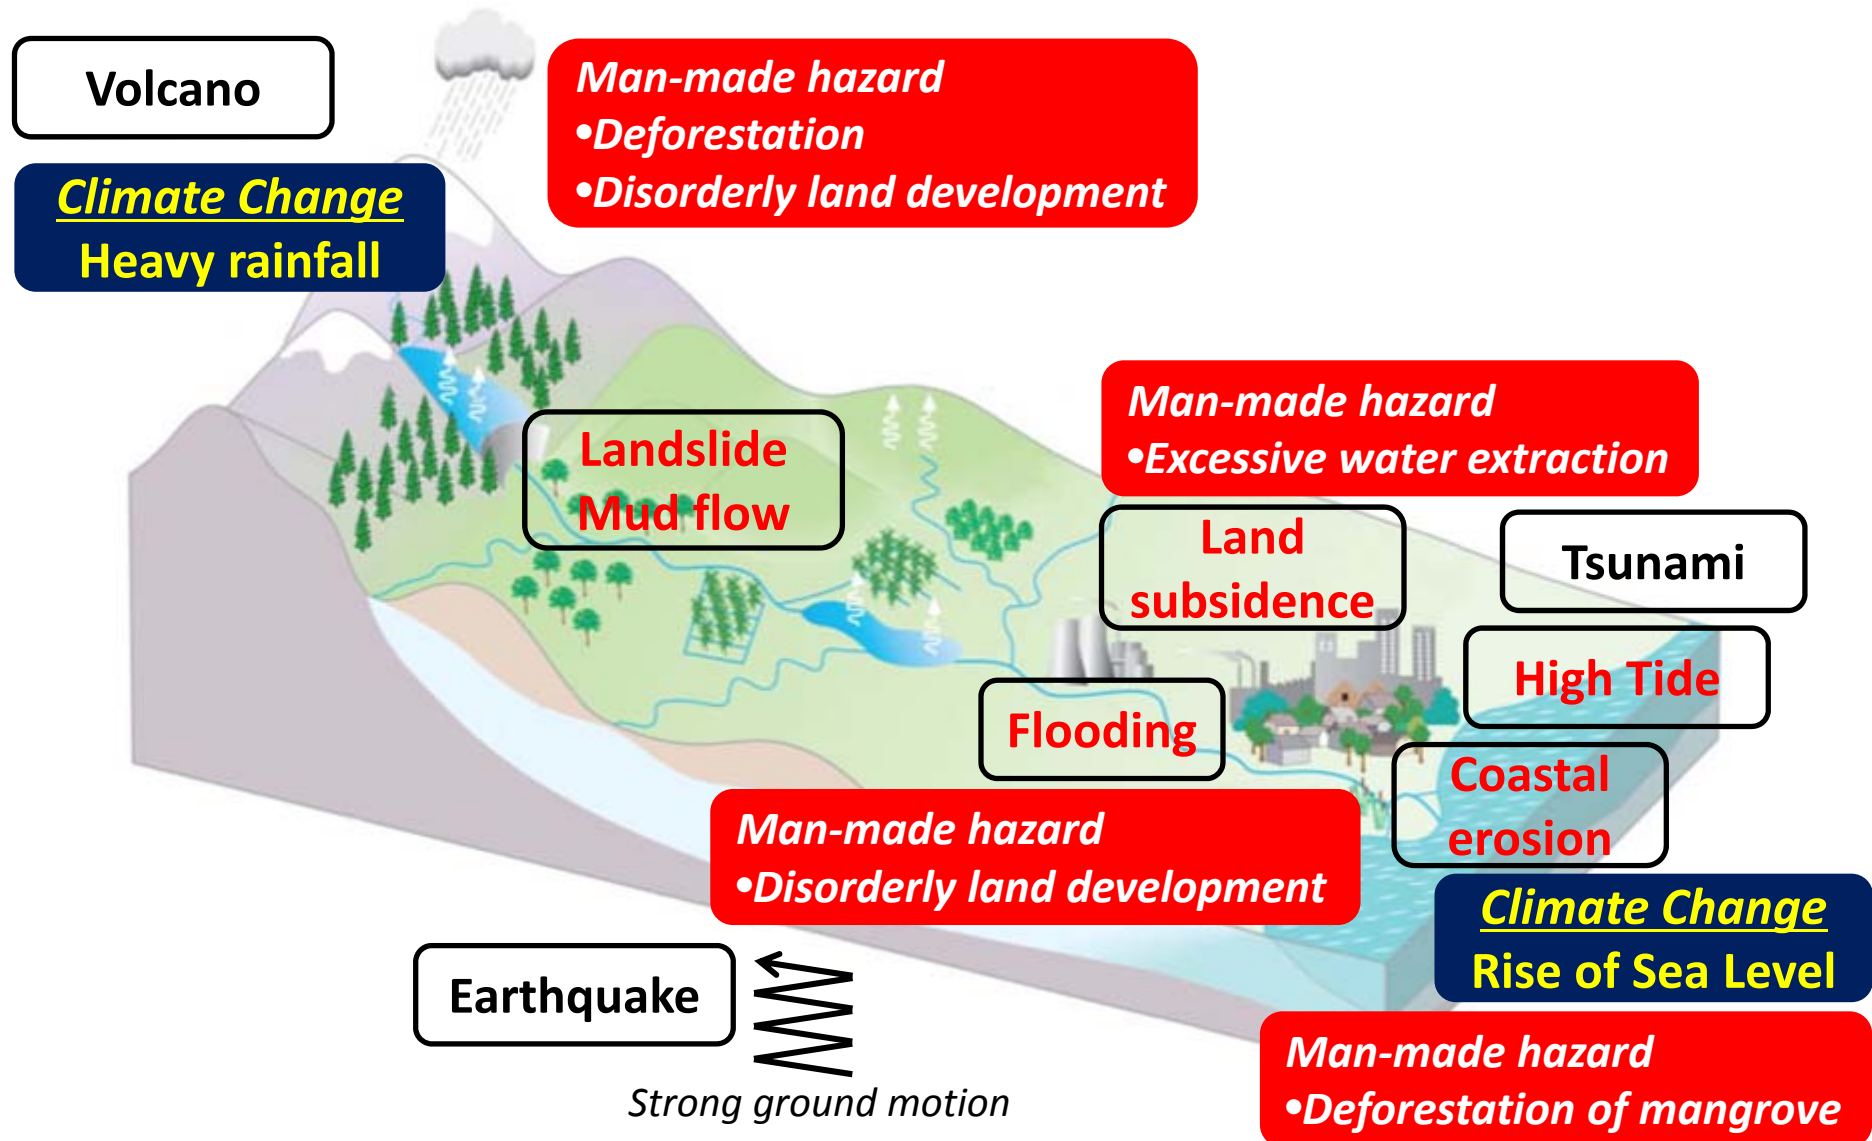 Volcano
Climate Change
Heavy rainfall
Man-made hazard
•Deforestation
•Disorderly land development
Landslide
Mud flow
Man-made hazard
•Excessive water extraction
Land
subsidence
Tsunami
High Tide
Flooding
Coastal
erosion
Man-made hazard
•Disorderly land development
Climate Change
Rise of Sea Level
Earthquake
Strong ground motion
Man-made hazard
•Deforestation of mangrove